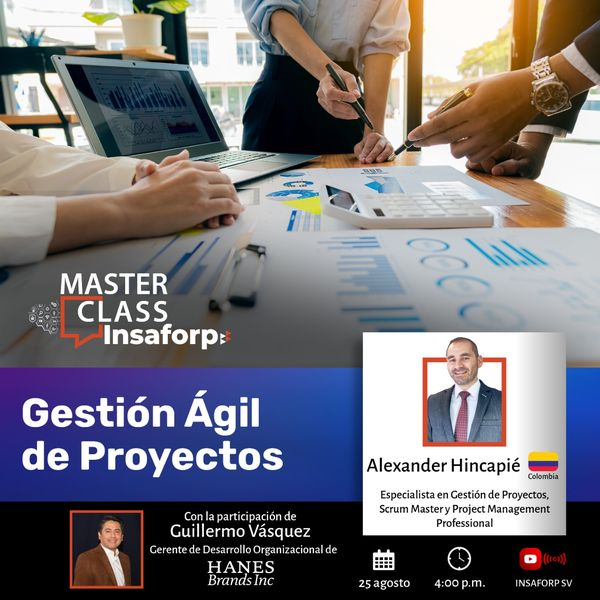 MASTER
CLASS
Insaforp
Gestión Ágil
de Proyectos
Alexander Hincapié
Colombia
Especialista en Gestión de Proyectos,
Scrum Master y Project Management
Professional
Con la participación de
Guillermo Vásquez
Gerente de Desarrollo Organizacional de
HANES
Brands Inc
25 agosto
4:00 p.m.
INSAFORP SV